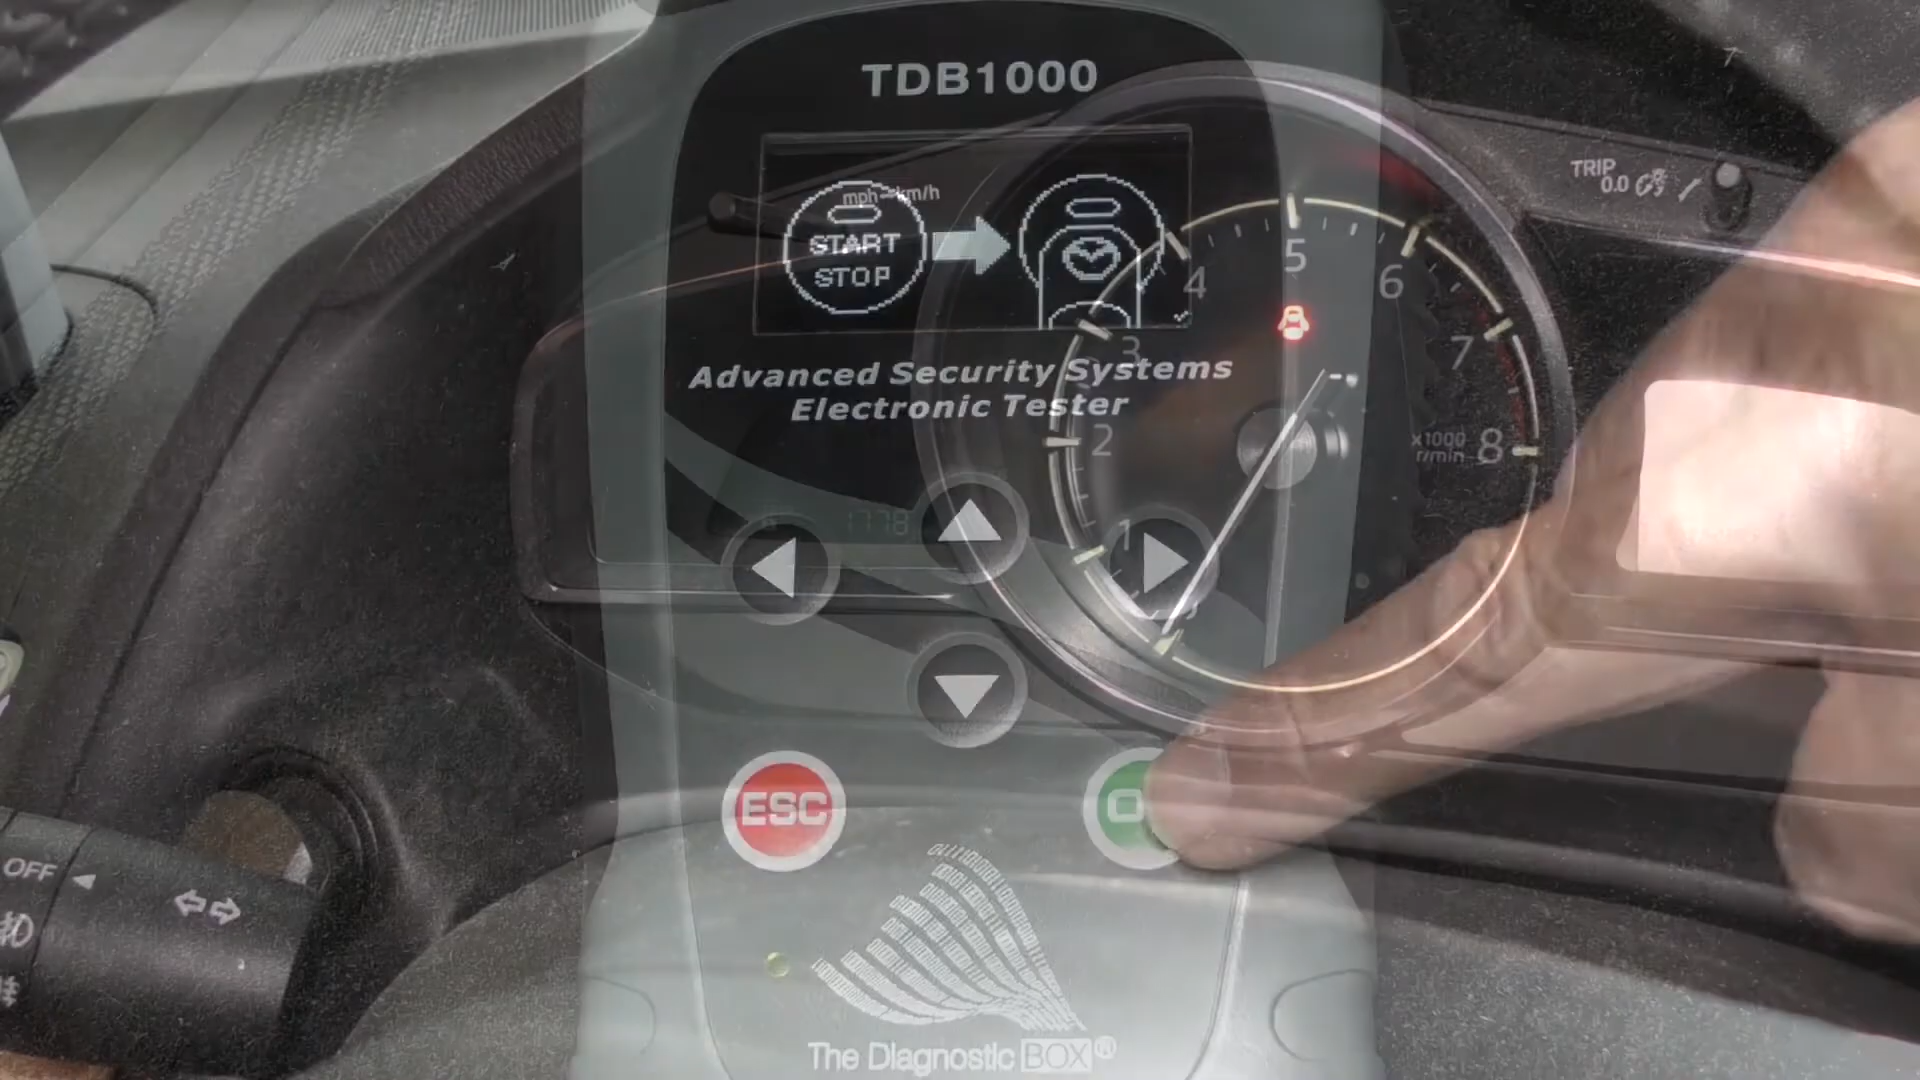 TDB1000
TRIP
0.0
mph km/h
START
STOP
Advanced Security Systems
Electronic Tester
1
2
3
4
5
6
7
8
x1000
r/min
1778
ESC
The Diagnostic BOX®
OFF